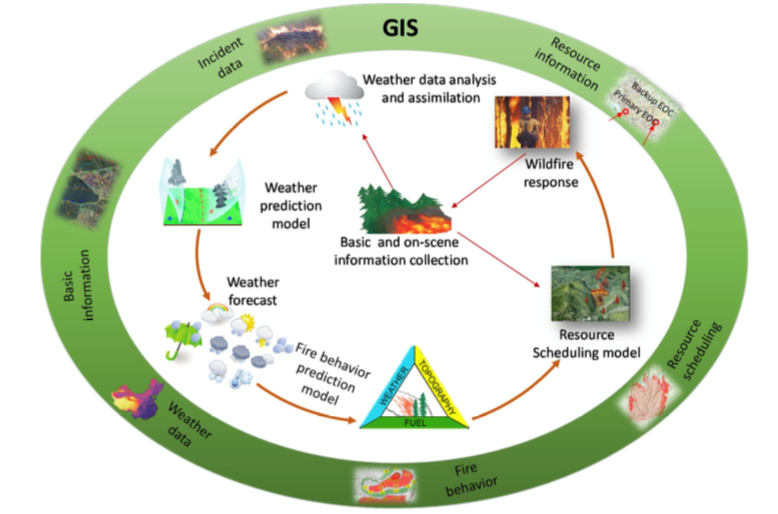 GIS
Incident
data
Resource
information
Backup EOC
Primary EOC
Weather data analysis
and assimilation
Wildfire
response
Weather
prediction
model
Basic and on-scene
information collection
Basic
information
Weather
forecast
Resource
Scheduling model
Resource
scheduling
Fire behavior
prediction
model
WEATHER
TOPOGRAPHY
FUEL
Weather
data
Fire
behavior